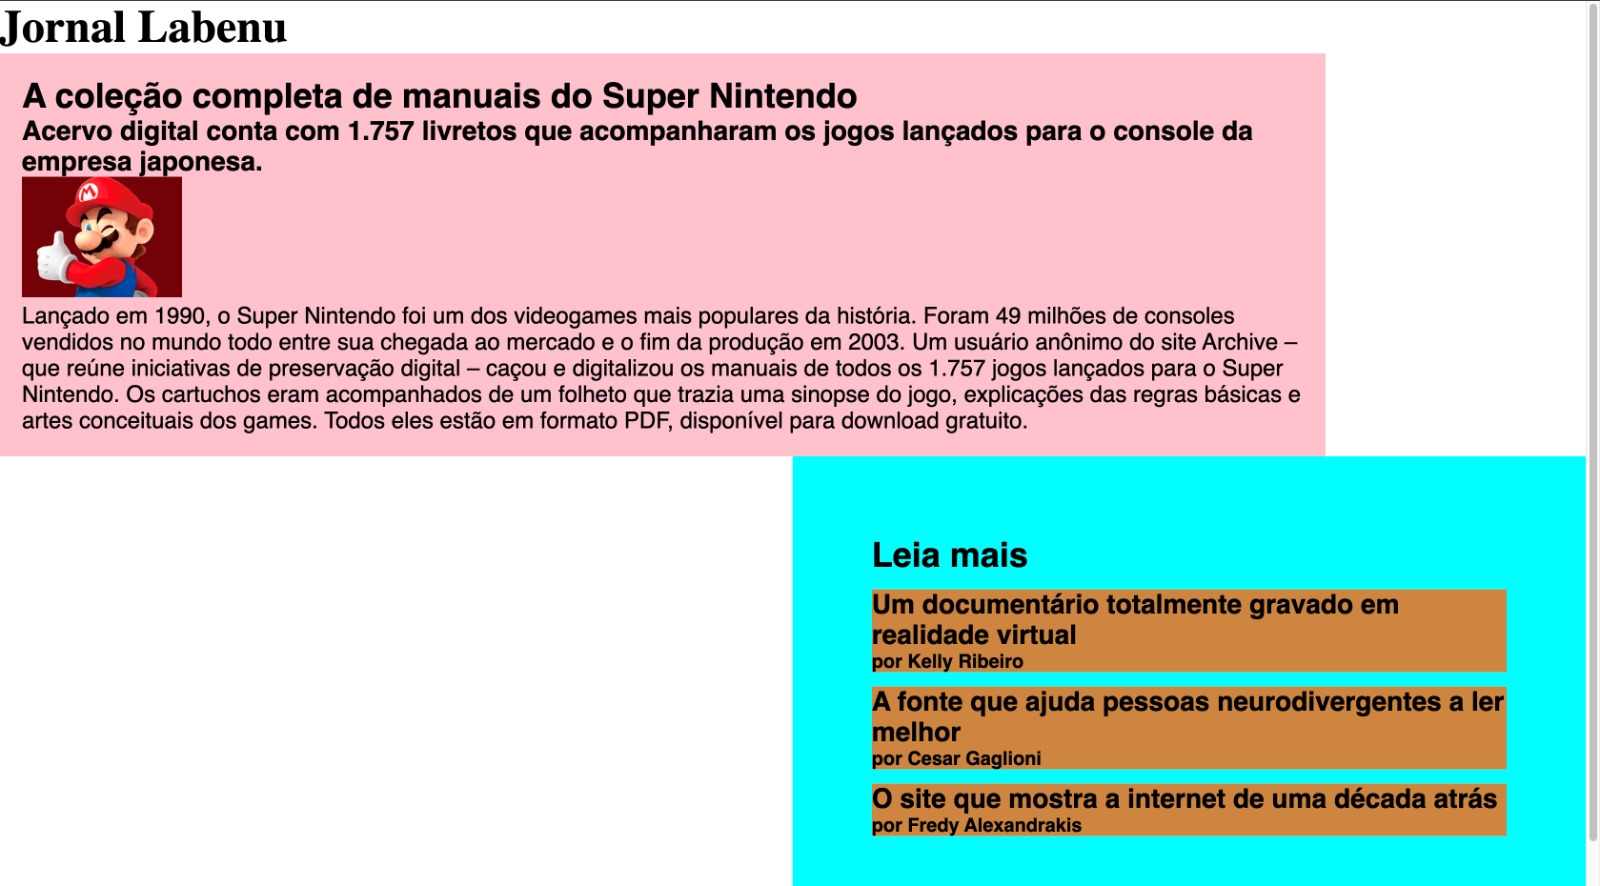 Jornal Labenu
A coleção completa de manuais do Super Nintendo
Acervo digital conta com 1.757 livretos que acompanharam os jogos lançados para o console da
empresa japonesa.
M
Lançado em 1990, o Super Nintendo foi um dos videogames mais populares da história. Foram 49 milhões de consoles
vendidos no mundo todo entre sua chegada ao mercado e o fim da produção em 2003. Um usuário anônimo do site Archive –
que reúne iniciativas de preservação digital – caçou e digitalizou os manuais de todos os 1.757 jogos lançados para o Super
Nintendo. Os cartuchos eram acompanhados de um folheto que trazia uma sinopse do jogo, explicações das regras básicas e
artes conceituais dos games. Todos eles estão em formato PDF, disponível para download gratuito.
Leia mais
Um documentário totalmente gravado em
realidade virtual
por Kelly Ribeiro
A fonte que ajuda pessoas neurodivergentes a ler
melhor
por Cesar Gaglioni
O site que mostra a internet de uma década atrás
por Fredy Alexandrakis